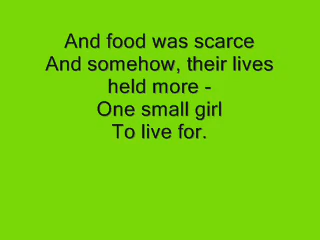 And food was scarce
And somehow, their lives
held more -
One small girl
To live for.